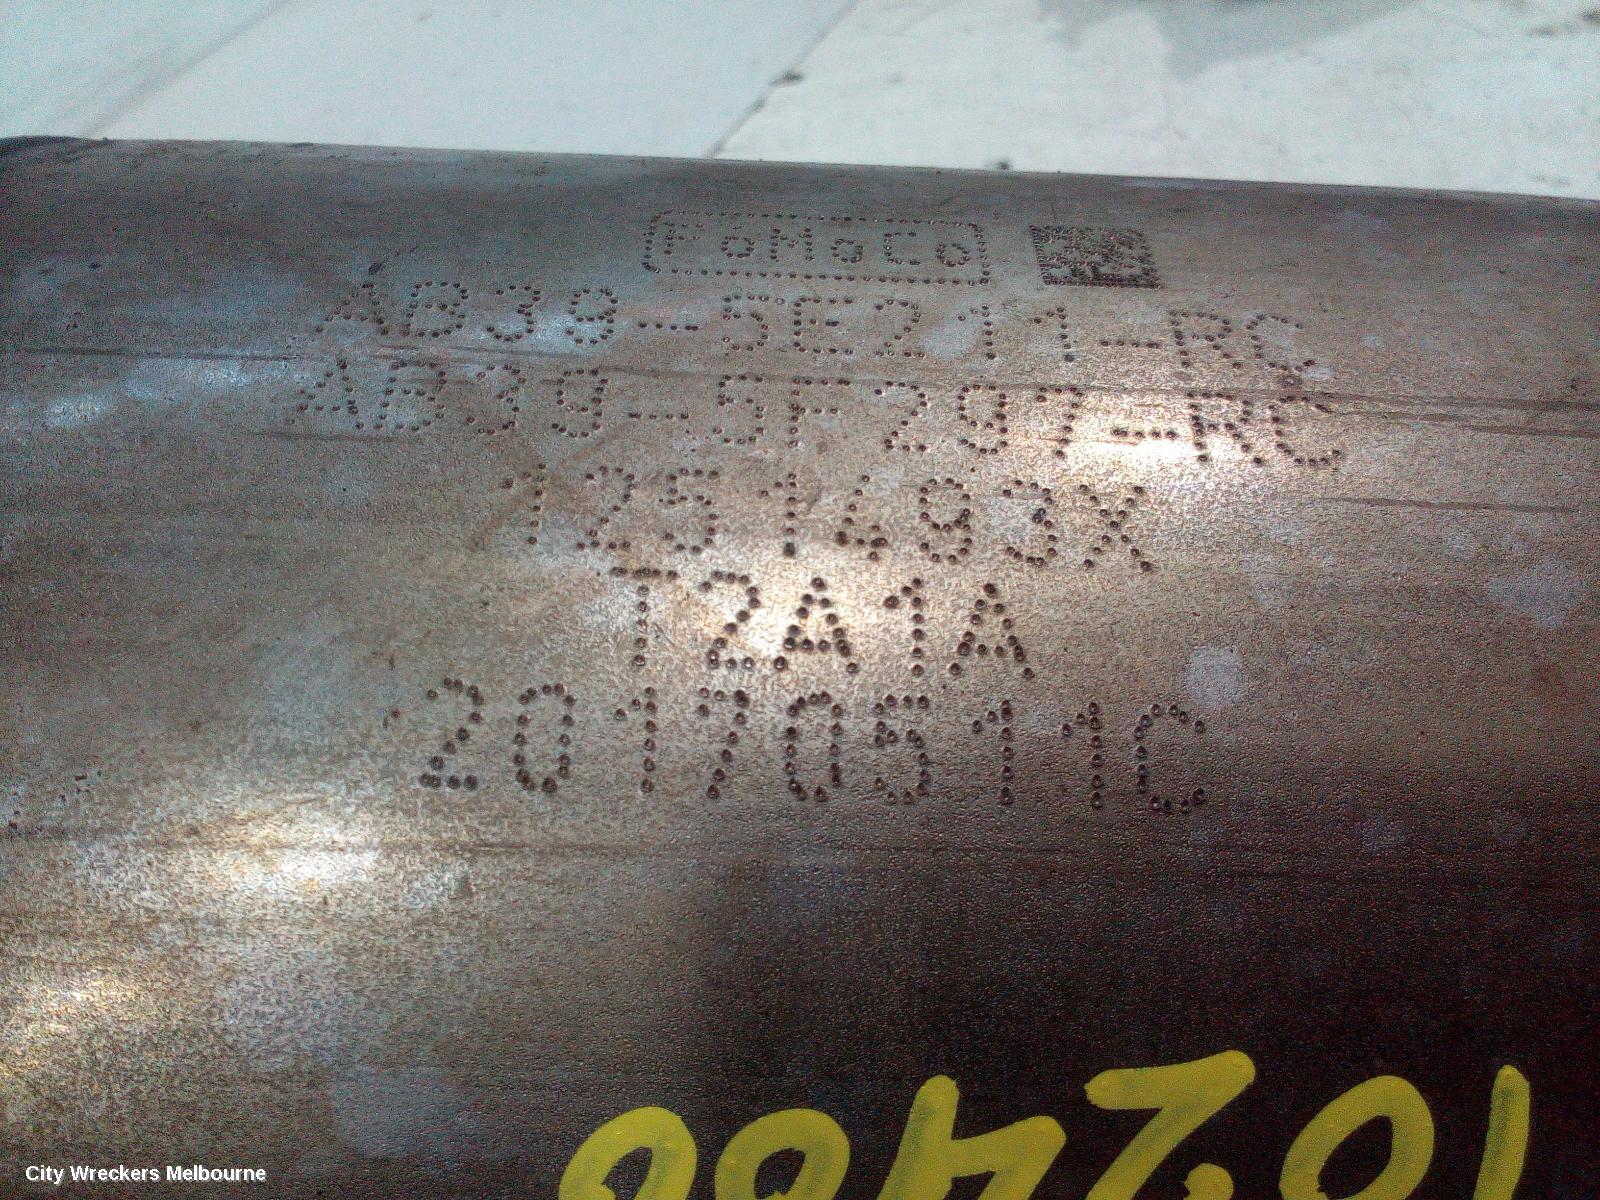 FoMoCo
AB39-5E211-RC
AB39-5F297-RC
1251493X
T2A1A
20170511C
City Wreckers Melbourne